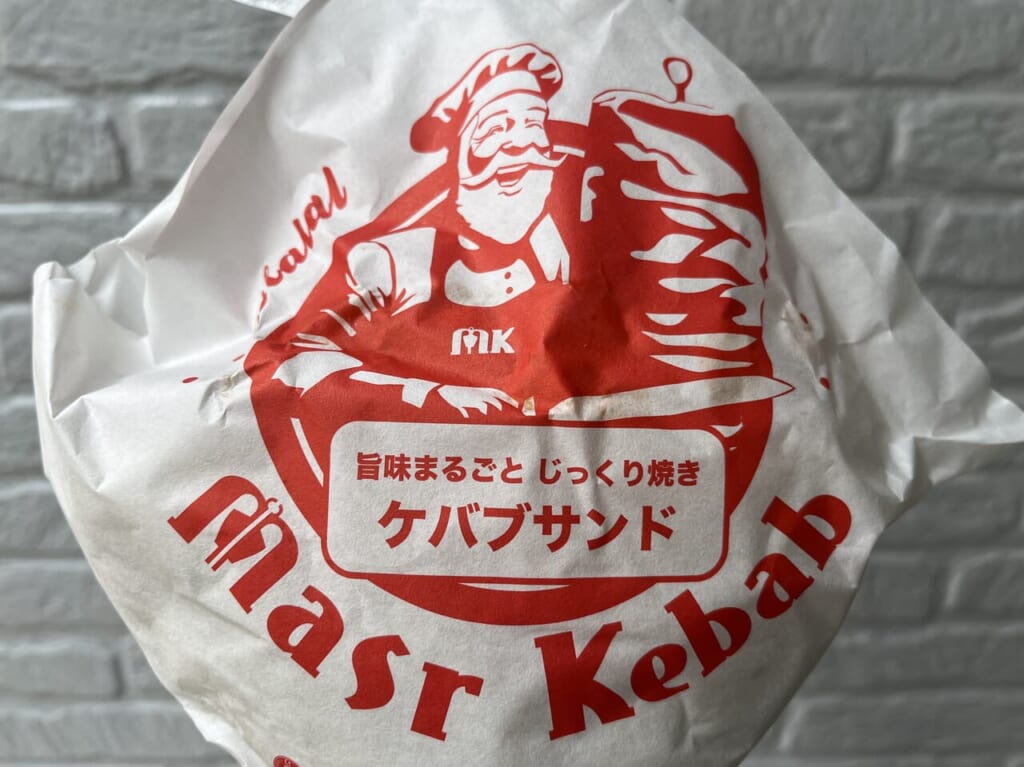 MK
旨味まるごと じっくり焼き
ケバブサンド
Masr Kebab